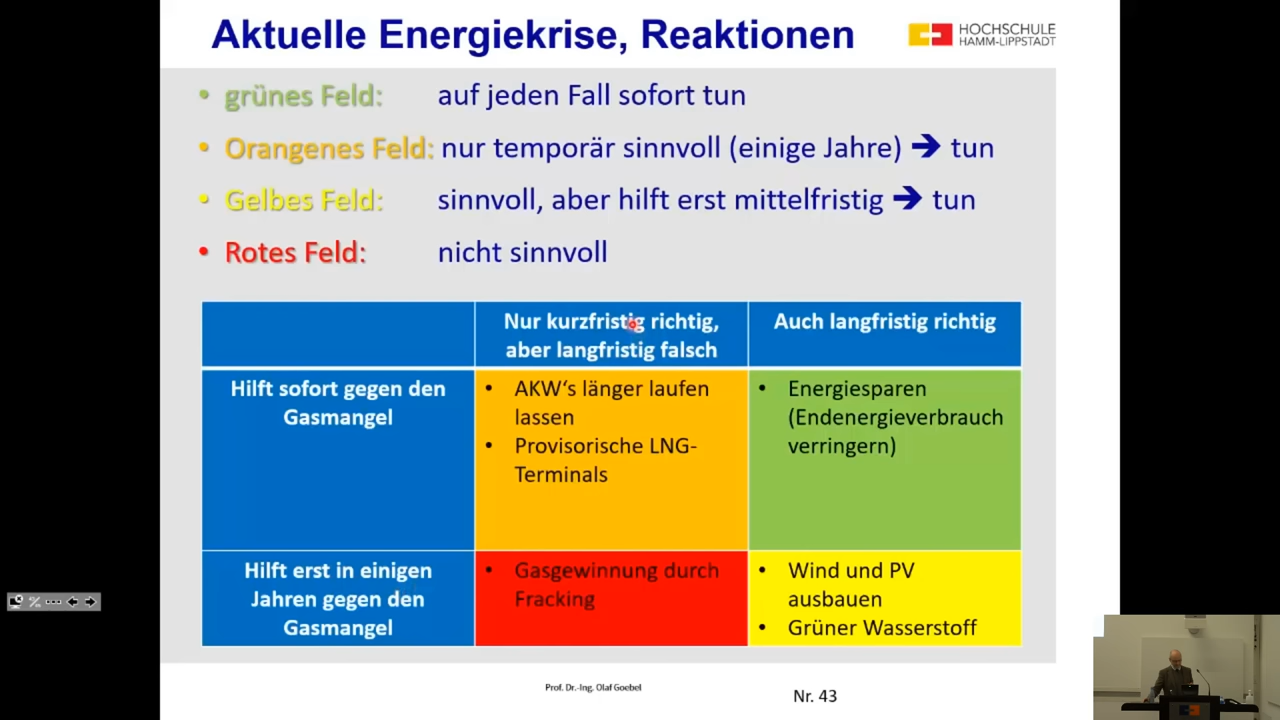 Aktuelle Energiekrise, Reaktionen
HOCHSCHULE
HAMM-LIPPSTADT
• grünes Feld: auf jeden Fall sofort tun
• Orangenes Feld: nur temporär sinnvoll (einige Jahre) ➔ tun
• Gelbes Feld: sinnvoll, aber hilft erst mittelfristig ➔ tun
• Rotes Feld: nicht sinnvoll
Nur kurzfristig richtig,
aber langfristig falsch
Auch langfristig richtig
Hilft sofort gegen den
Gasmangel
• AKW‘s länger laufen
lassen
• Provisorische LNG-
Terminals
• Energiesparen
(Endenergieverbrauch
verringern)
Hilft erst in einigen
Jahren gegen den
Gasmangel
• Gasgewinnung durch
Fracking
• Wind und PV
ausbauen
• Grüner Wasserstoff
Prof. Dr.-Ing. Olaf Goebel
Nr. 43